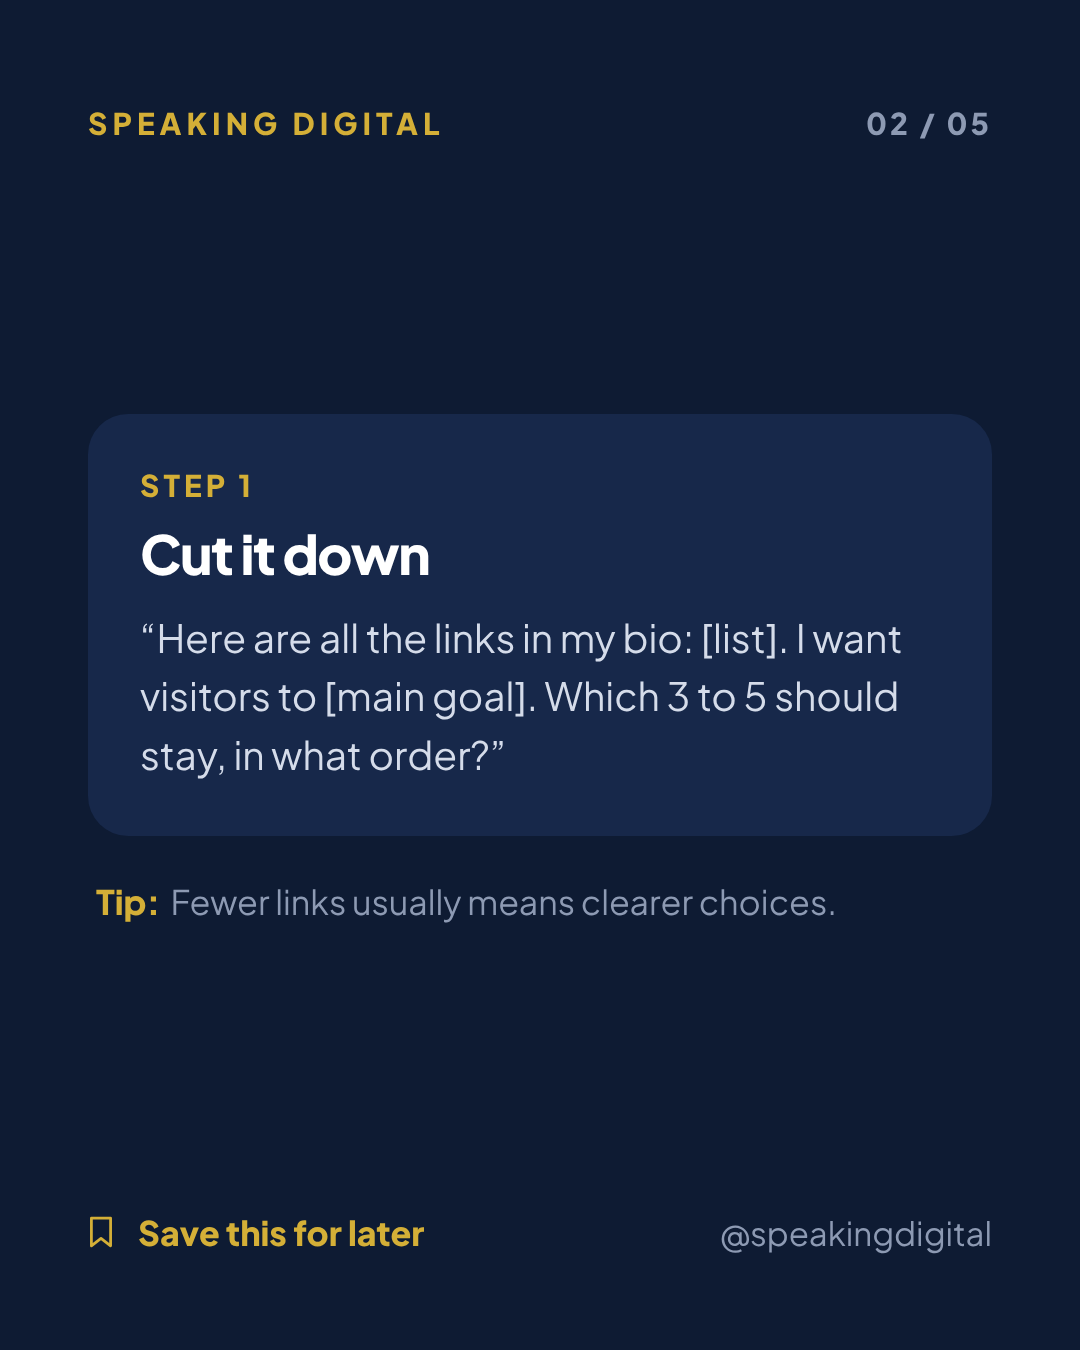 SPEAKING DIGITAL
02 / 05
STEP 1
Cut it down
“Here are all the links in my bio: [list]. I want
visitors to [main goal]. Which 3 to 5 should
stay, in what order?”
Tip: Fewer links usually means clearer choices.
Save this for later
@speakingdigital